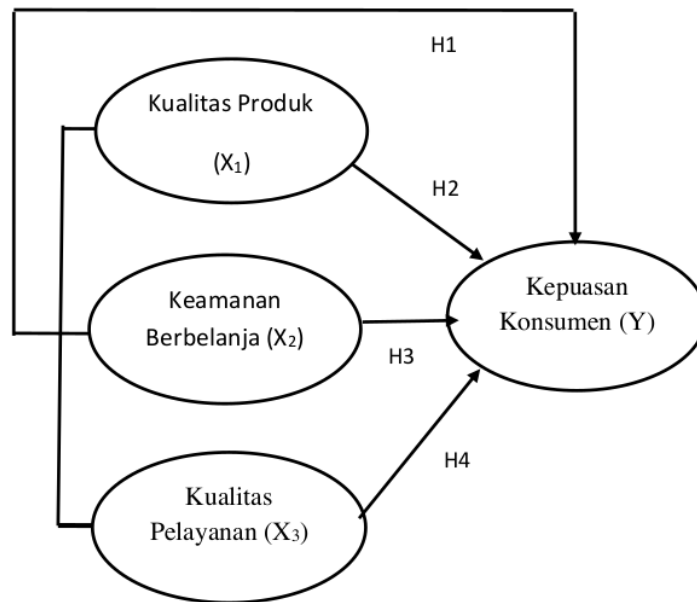 H1
Kualitas Produk
(X₁)
H2
Keamanan
Berbelanja (X₂)
H3
Kepuasan
Konsumen (Y)
H4
Kualitas
Pelayanan (X₃)